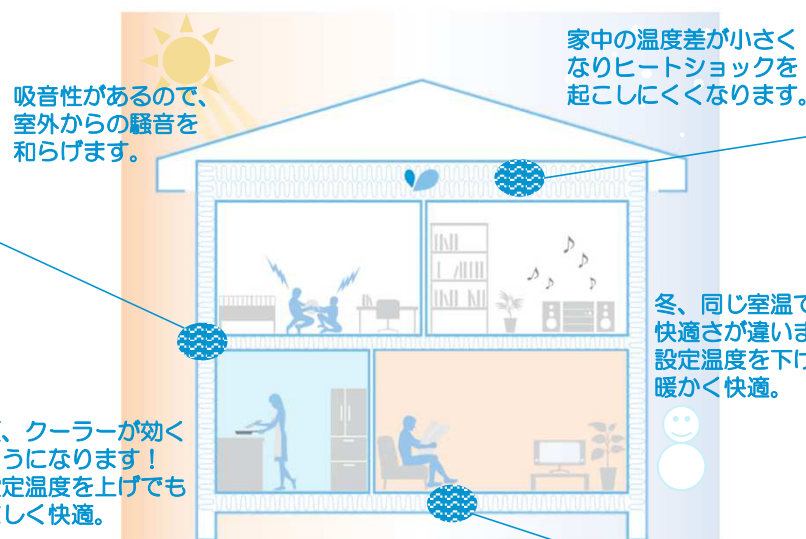 家中の温度差が小さく
なりヒートショックを
起こしにくくなります。
吸音性があるので、
室外からの騒音を
和らげます。
冬、同じ室温で
快適さが違いま
設定温度を下げ
暖かく快適。
、クーラーが効く
うになります！
定温度を上げでも
しく快適。